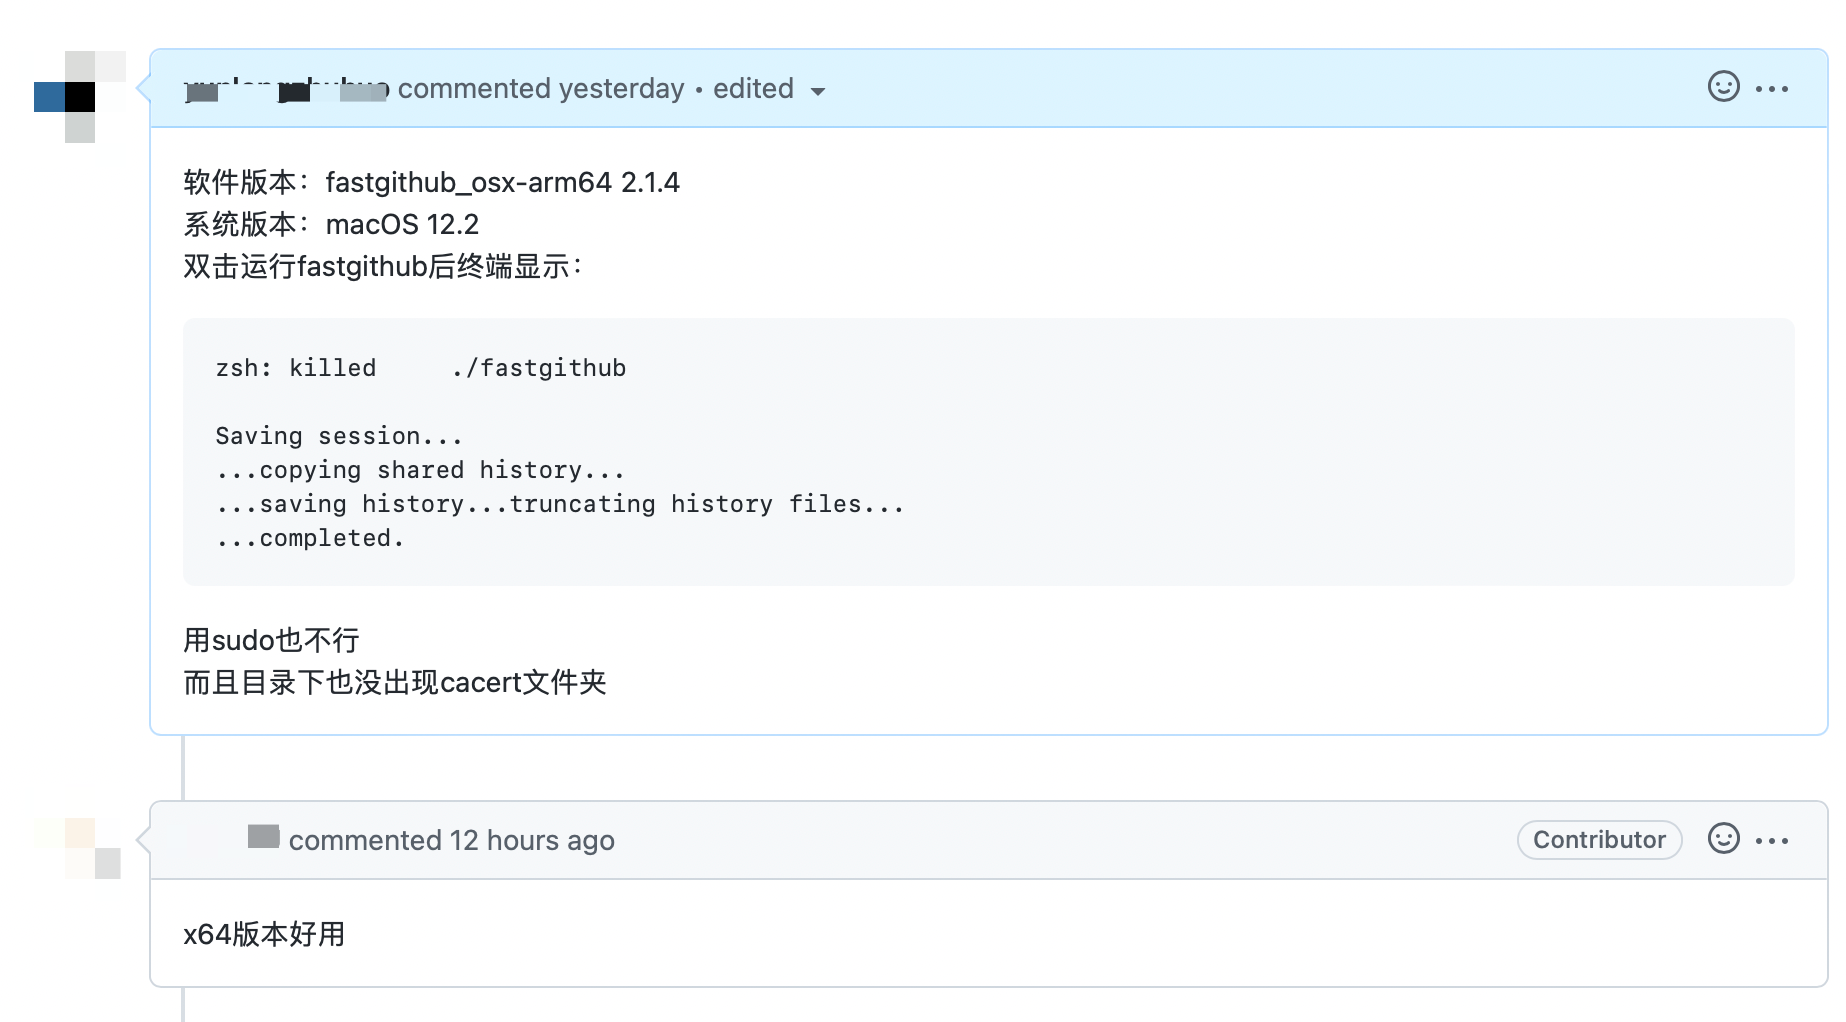 commented yesterday • edited
软件版本：fastgithub_osx-arm64 2.1.4
系统版本：macOS 12.2
双击运行fastgithub后终端显示：
zsh: killed     ./fastgithub
Saving session...
...copying shared history...
...saving history...truncating history files...
...completed.
用sudo也不行
而且目录下也没出现cacert文件夹
commented 12 hours ago
Contributor
x64版本好用